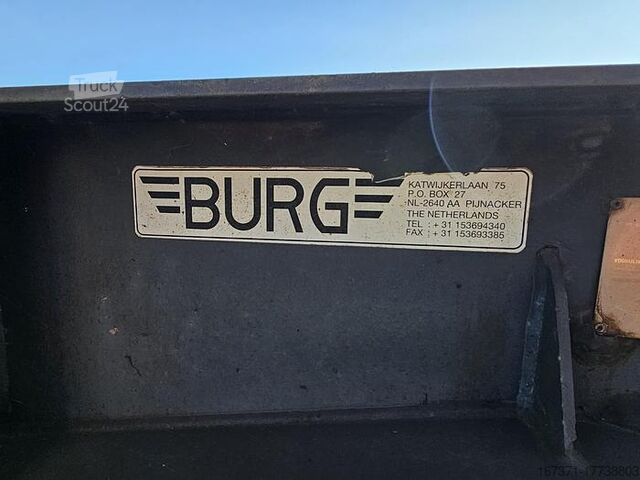 Truck
Scout24
BURG
KATWIJKERLAAN 75
P.O. BOX 27
NL-2640 AA PIJNACKER
THE NETHERLANDS
TEL : + 31 153694340
FAX : + 31 153693385
167371-17738803